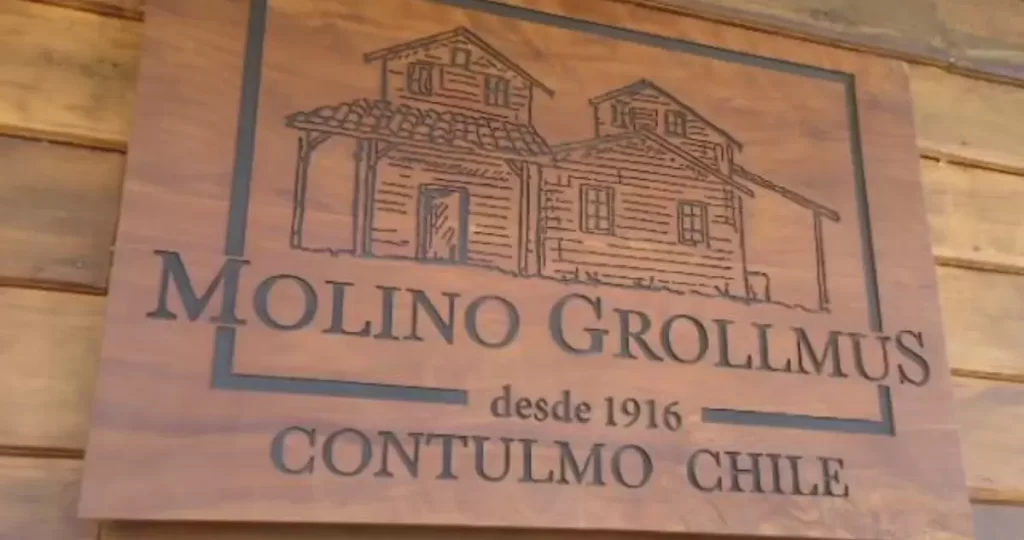 MOLINO GROLLMUS
desde 1916
CONTULMO CHILE